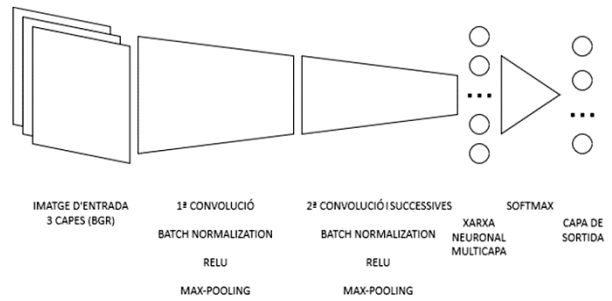 IMATGE D'ENTRADA
3 CAPES (BGR)
1ª CONVOLUCIÓ
BATCH NORMALIZATION
RELU
MAX-POOLING
2ª CONVOLUCIÓ I SUCCESSIVES
BATCH NORMALIZATION
RELU
MAX-POOLING
XARXA
NEURONAL
MULTICAPA
SOFTMAX
CAPA DE
SORTIDA